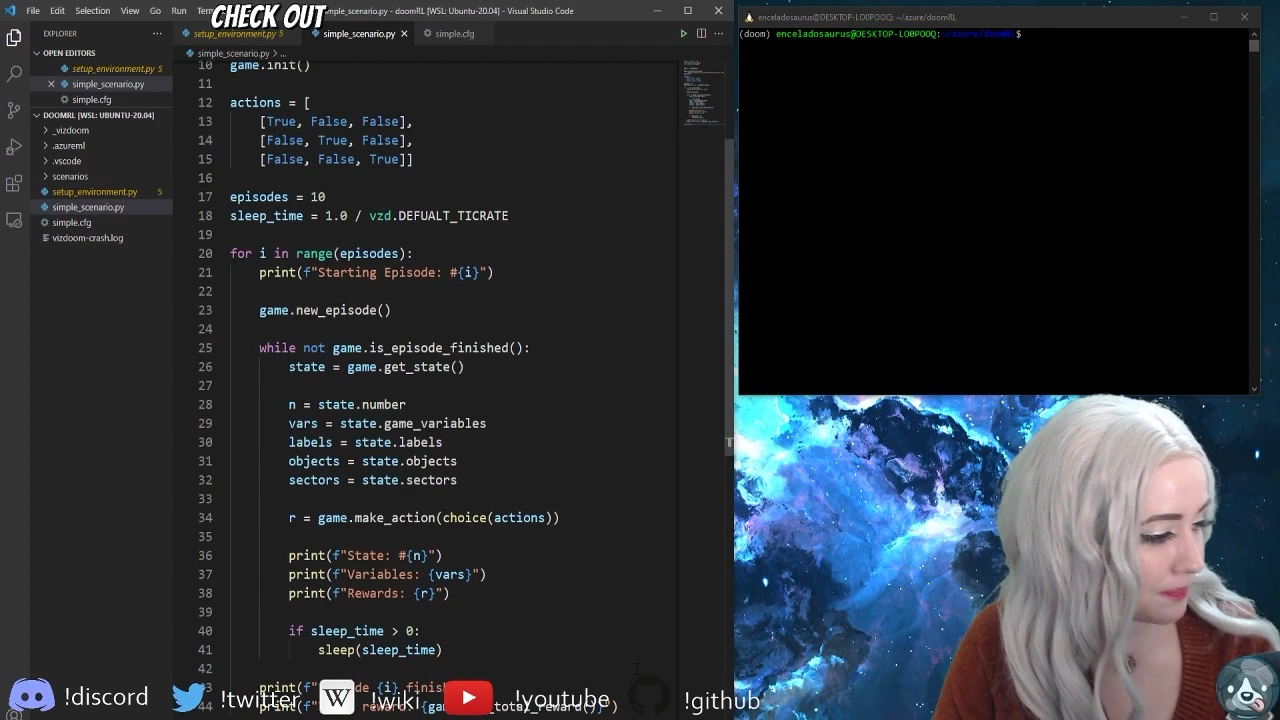 CHECK OUT
File Edit Selection View Go Run simple_scenario.py - doomRL [WSL: Ubuntu-20.04] - Visual Studio Code
EXPLORER
OPEN EDITORS
setup_environment.py 5
simple_scenario.py
simple.cfg
DOOMRL [WSL: UBUNTU-20.04]
_vizdoom
.azureml
.vscode
scenarios
setup_environment.py 5
simple_scenario.py
simple.cfg
vizdoom-crash.log
setup_environment.py 5 simple_scenario.py simple.cfg
simple_scenario.py > ...
10 game.init()
11
12 actions = [
13 [True, False, False],
14 [False, True, False],
15 [False, False, True]]
16
17 episodes = 10
18 sleep_time = 1.0 / vzd.DEFUALT_TICRATE
19
20 for i in range(episodes):
21 print(f"Starting Episode: #{i}")
22
23 game.new_episode()
24
25 while not game.is_episode_finished():
26 state = game.get_state()
27
28 n = state.number
29 vars = state.game_variables
30 labels = state.labels
31 objects = state.objects
32 sectors = state.sectors
33
34 r = game.make_action(choice(actions))
35
36 print(f"State: #{n}")
37 print(f"Variables: {vars}")
38 print(f"Rewards: {r}")
39
40 if sleep_time > 0:
41 sleep(sleep_time)
42
enceladosaurus@DESKTOP-LO0POOQ: ~/azure/doomRL
(doom) enceladosaurus@DESKTOP-LO0POOQ:~/azure/doomRL$
!discord !twitter !wiki !youtube !github